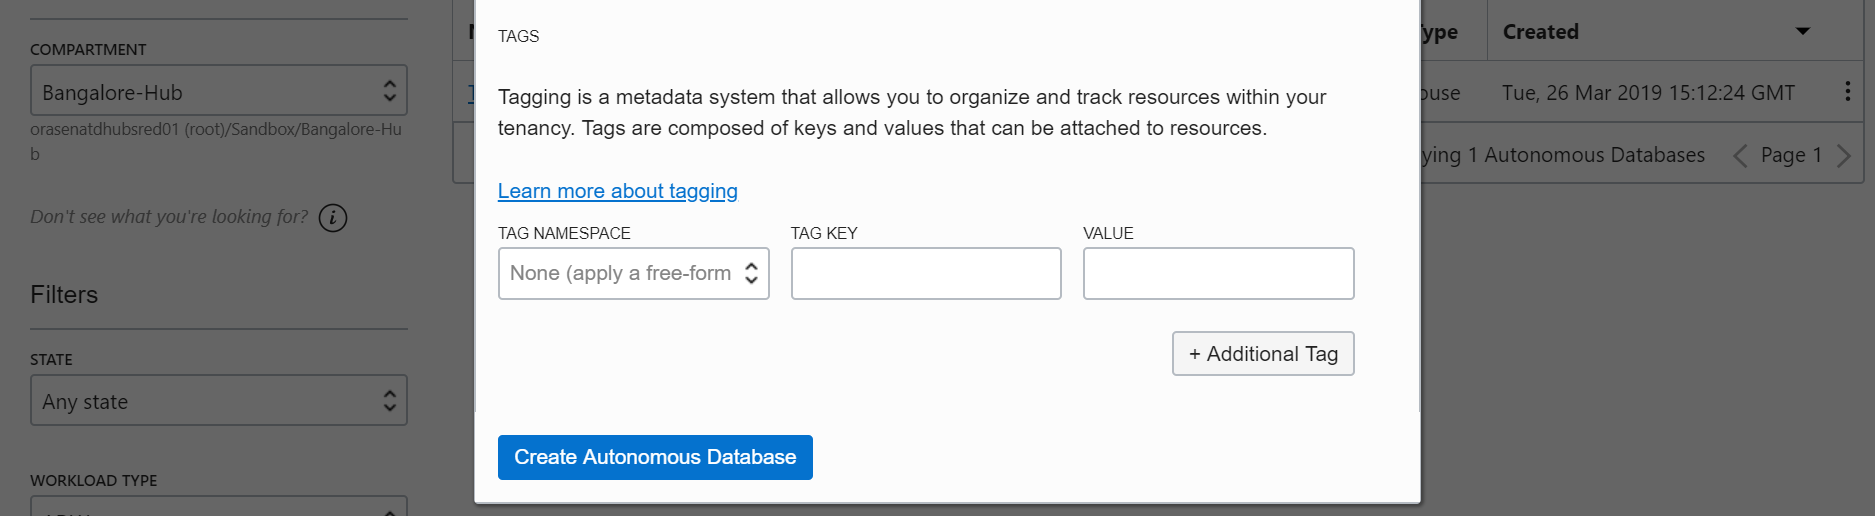 COMPARTMENT
Bangalore-Hub
orasenatdhubsred01 (root)/Sandbox/Bangalore-Hu
b
Don't see what you're looking for? i
Filters
STATE
Any state
WORKLOAD TYPE
TAGS
Tagging is a metadata system that allows you to organize and track resources within your
tenancy. Tags are composed of keys and values that can be attached to resources.
Learn more about tagging
TAG NAMESPACE TAG KEY VALUE
None (apply a free-form
+ Additional Tag
Create Autonomous Database
ype Created
ouse Tue, 26 Mar 2019 15:12:24 GMT
ying 1 Autonomous Databases Page 1